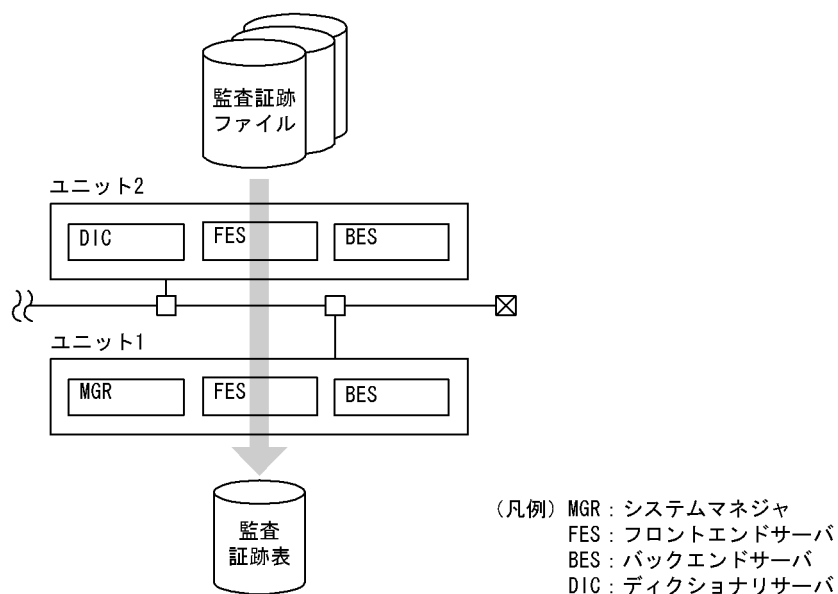 監査証跡
ファイル
ユニット2
DIC
FES
BES
ユニット1
MGR
FES
BES
監査
証跡表
（凡例）MGR：システムマネジャ
FES：フロントエンドサーバ
BES：バックエンドサーバ
DIC：ディクショナリサーバ